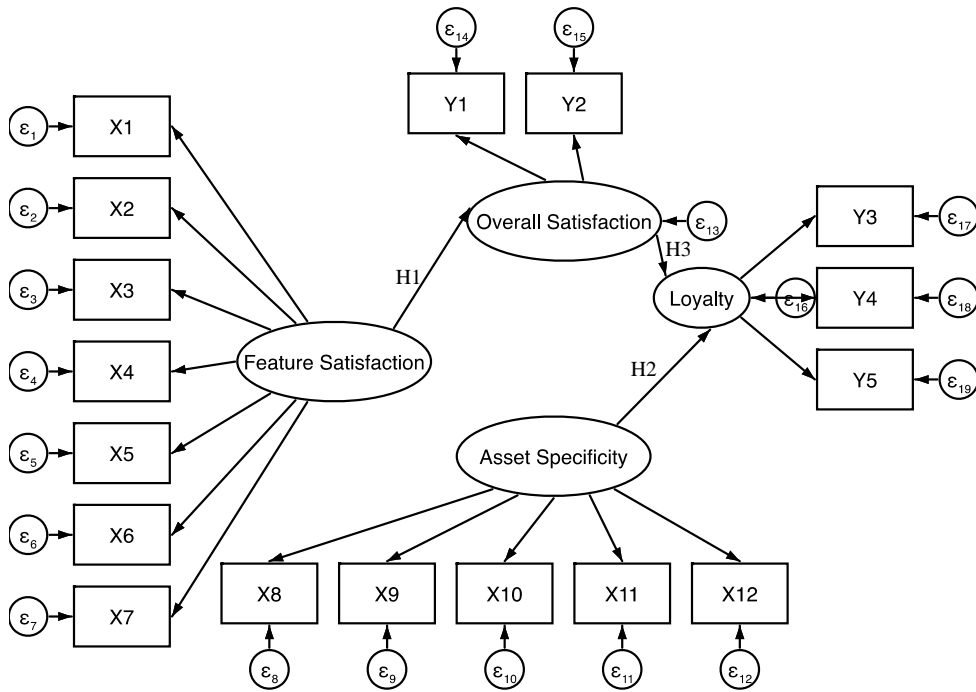 ε14
ε15
Y1
Y2
ε1
X1
ε2
X2
ε3
X3
ε4
X4
ε5
X5
ε6
X6
ε7
X7
Feature Satisfaction
H1
Overall Satisfaction
ε13
H3
Loyalty
ε16
Y3
ε17
Y4
ε18
Y5
ε19
H2
Asset Specificity
X8
X9
X10
X11
X12
ε8
ε9
ε10
ε11
ε12